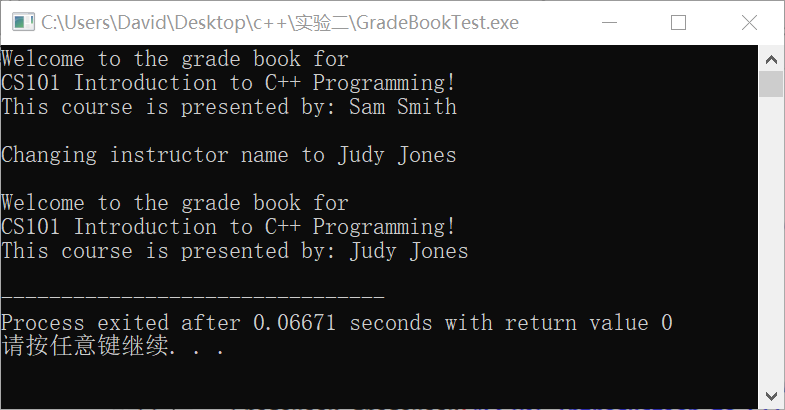 C:\Users\David\Desktop\c++\实验二\GradeBookTest.exe
Welcome to the grade book for
CS101 Introduction to C++ Programming!
This course is presented by: Sam Smith
Changing instructor name to Judy Jones
Welcome to the grade book for
CS101 Introduction to C++ Programming!
This course is presented by: Judy Jones
--------------------------------
Process exited after 0.06671 seconds with return value 0
请按任意键继续. . .